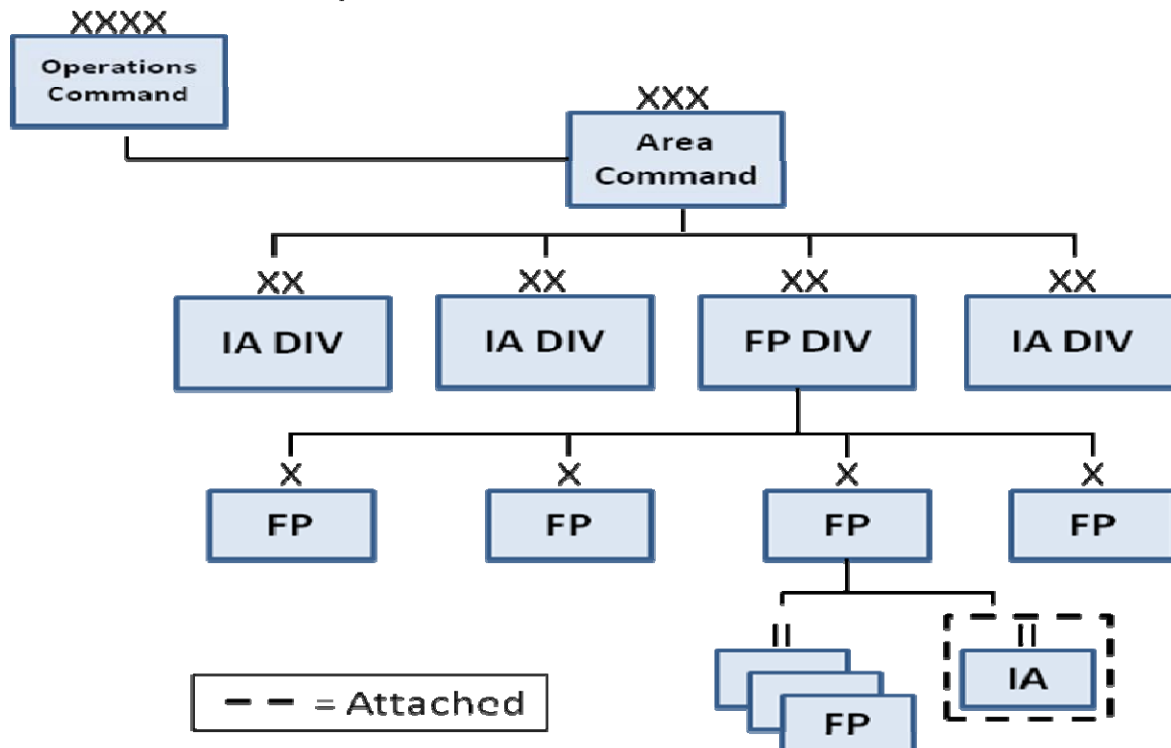 XXXX
Operations
Command
XXX
Area
Command
XX
XX
XX
XX
IA DIV
IA DIV
FP DIV
IA DIV
X
X
X
X
FP
FP
FP
FP
II
II
IA
FP
= Attached